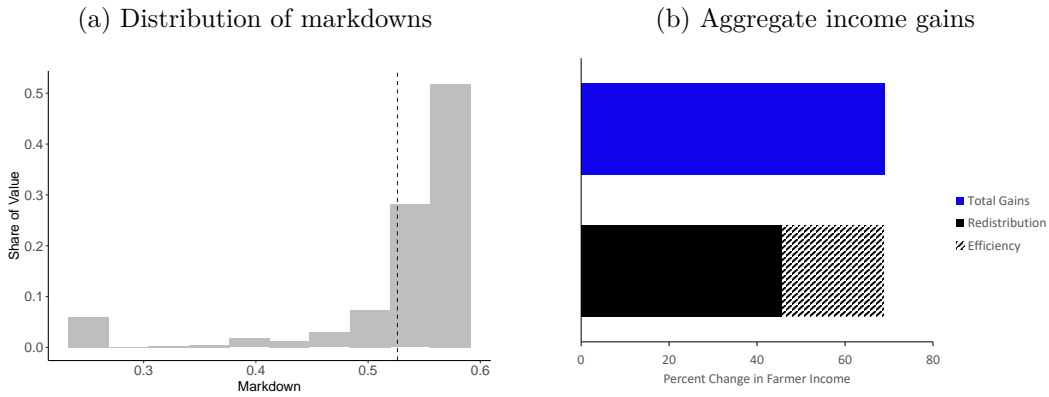 (a) Distribution of markdowns
(b) Aggregate income gains
0.5
0.4
0.3
0.2
0.1
0.0
Share of Value
0.3
0.4
0.5
0.6
Markdown
Total Gains
Redistribution
Efficiency
0
20
40
60
80
Percent Change in Farmer Income